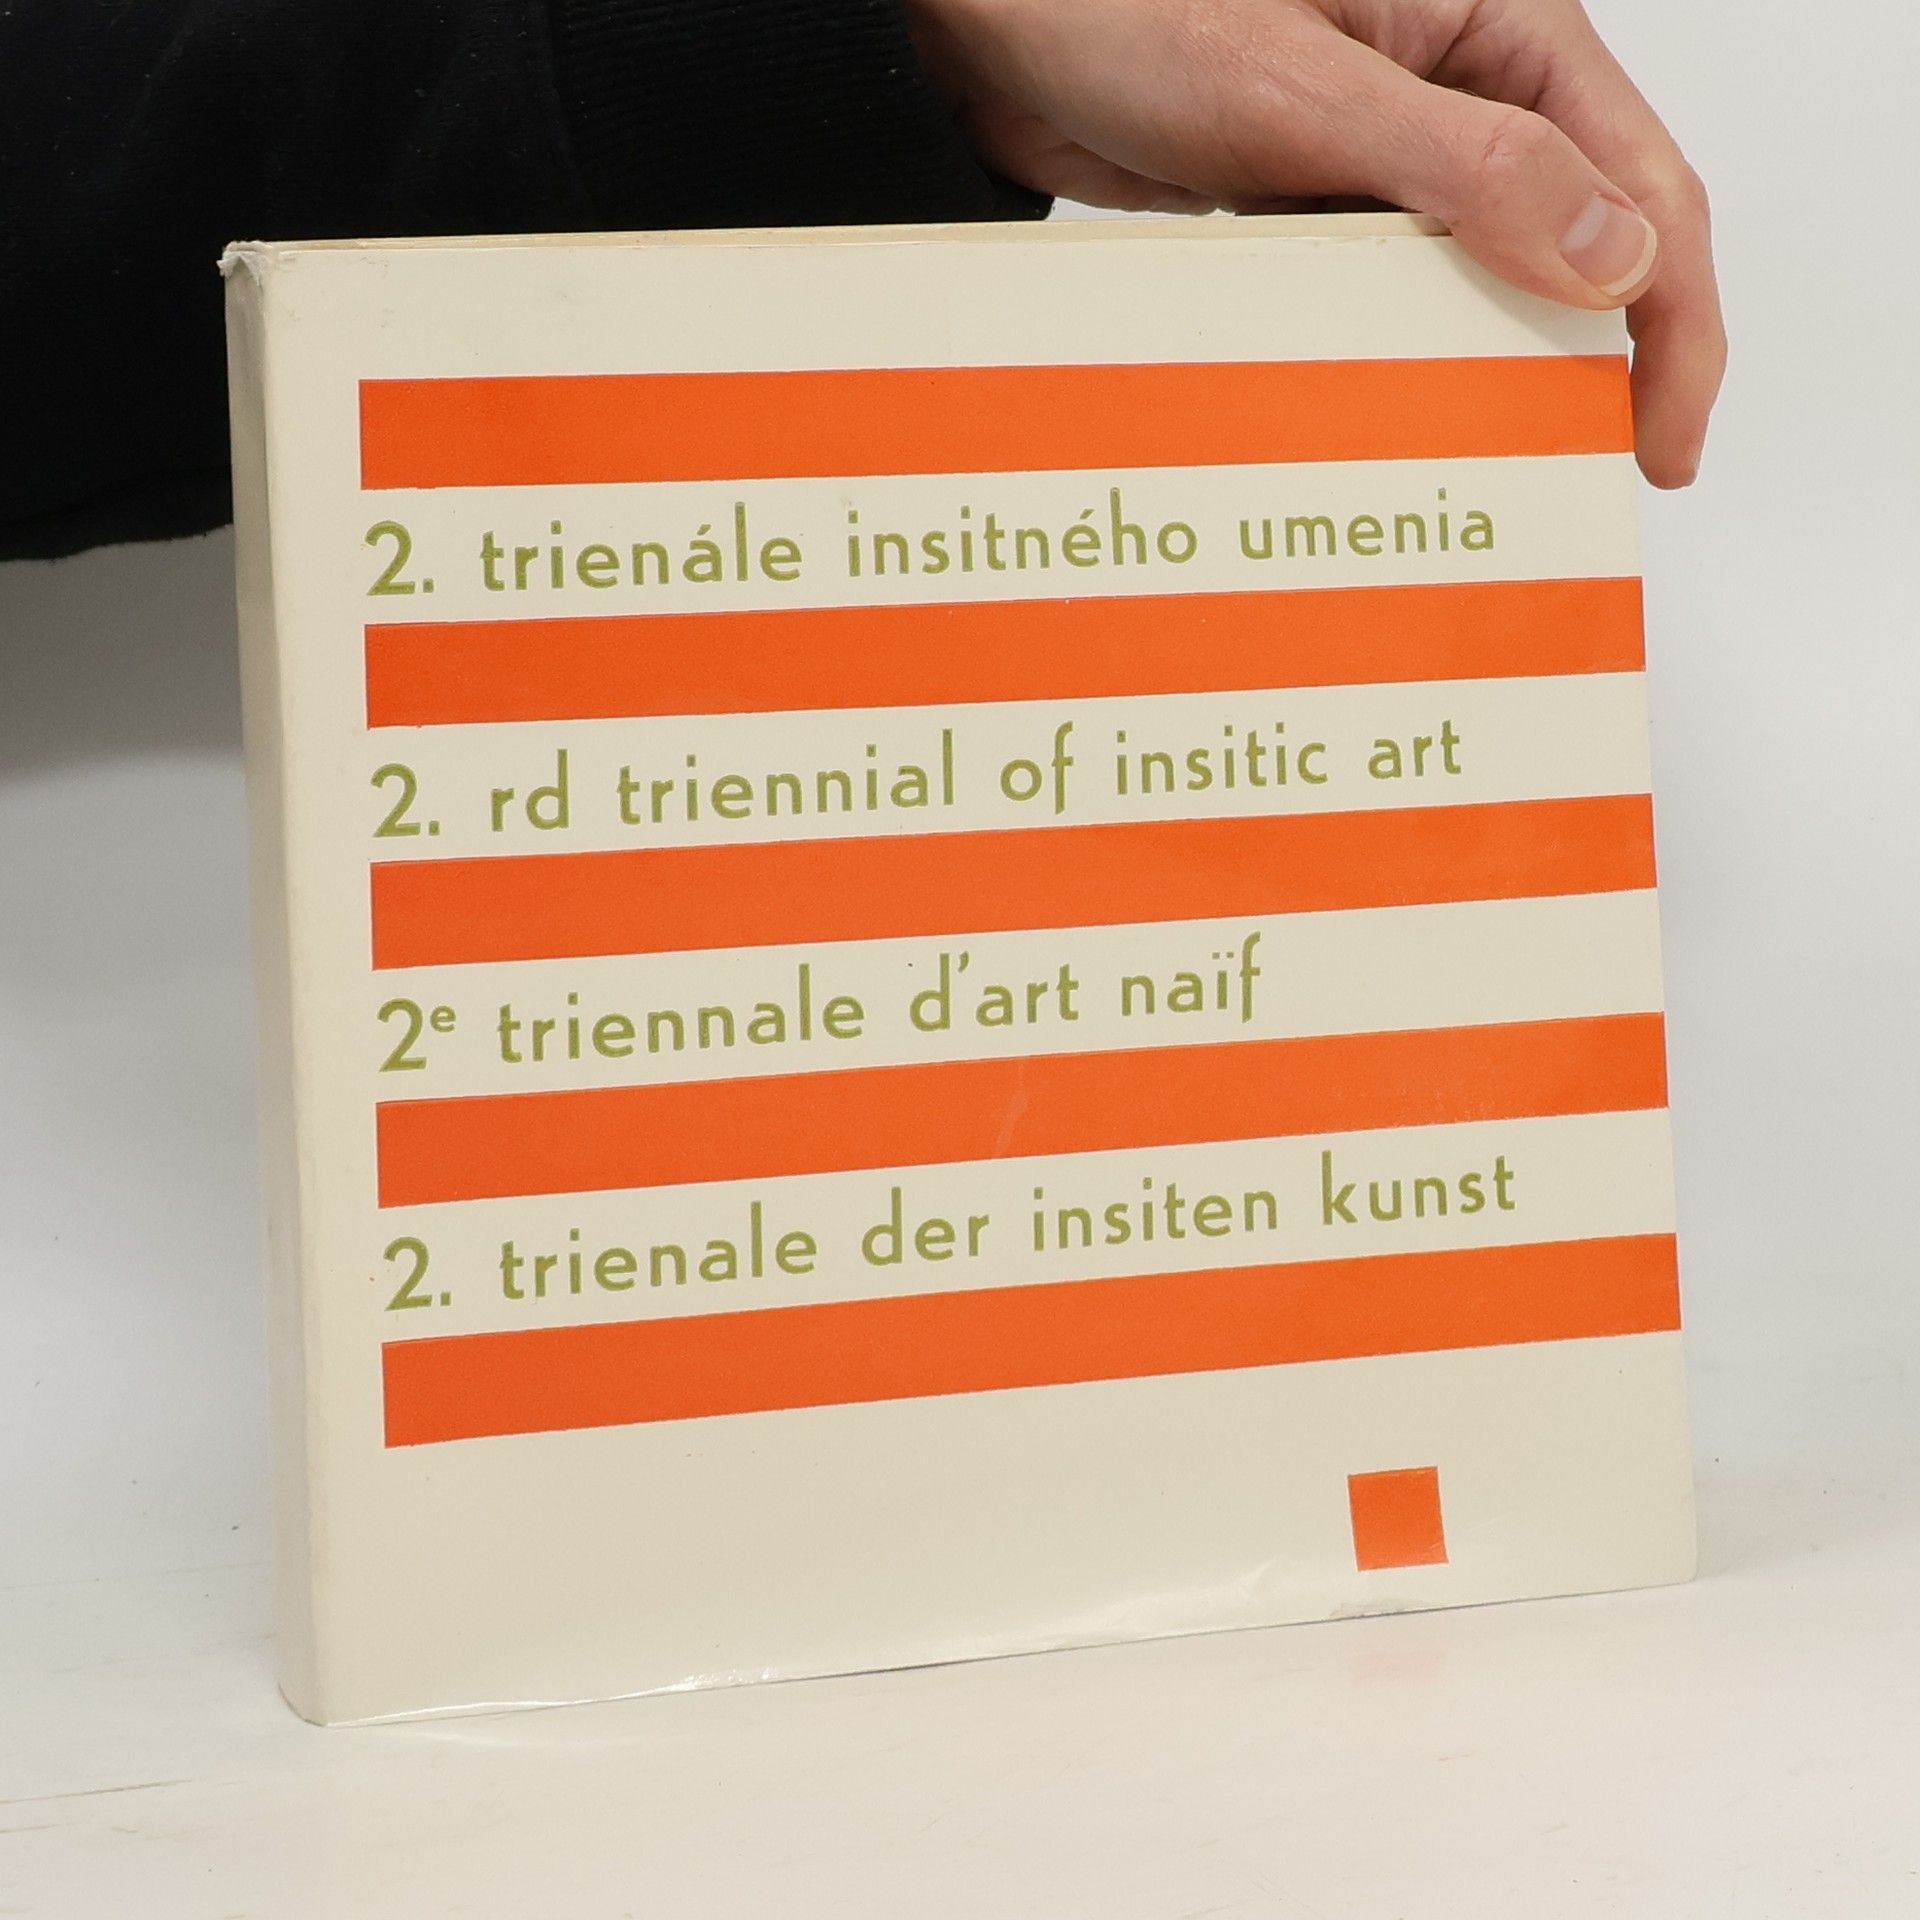 2. trienále insitného umenia
2. rd triennial of insitic art
2e triennale d'art naïf
2. trienale der insiten kunst